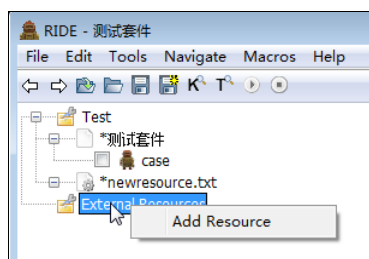 RIDE - 测试套件
File Edit Tools Navigate Macros Help
K T
Test
*测试套件
case
*newresource.txt
External Resources
Add Resource